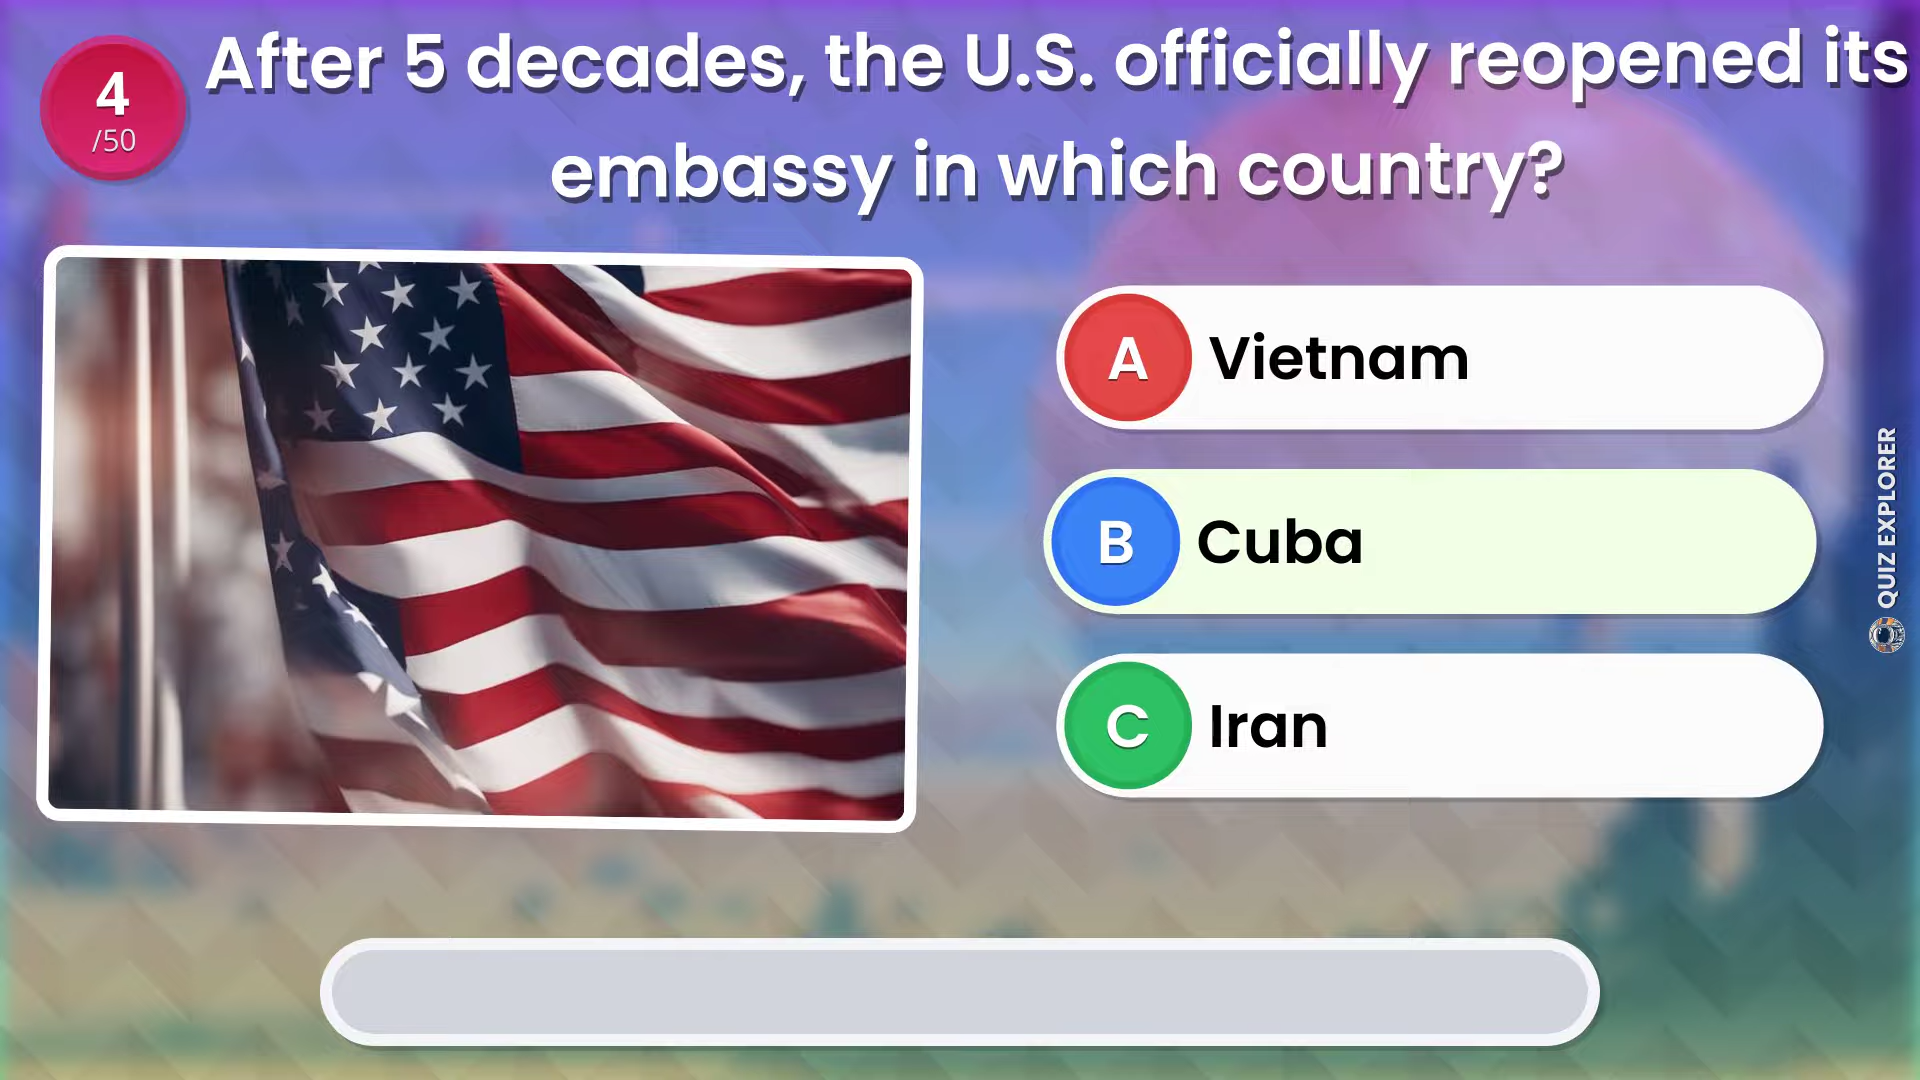 4
/50
After 5 decades, the U.S. officially reopened its
embassy in which country?
A Vietnam
B Cuba
C Iran
QUIZ EXPLORER